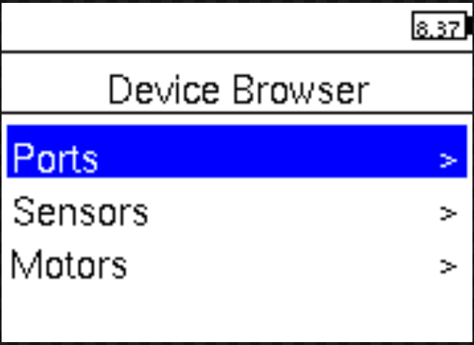 8.37
Device Browser
Ports >
Sensors >
Motors >